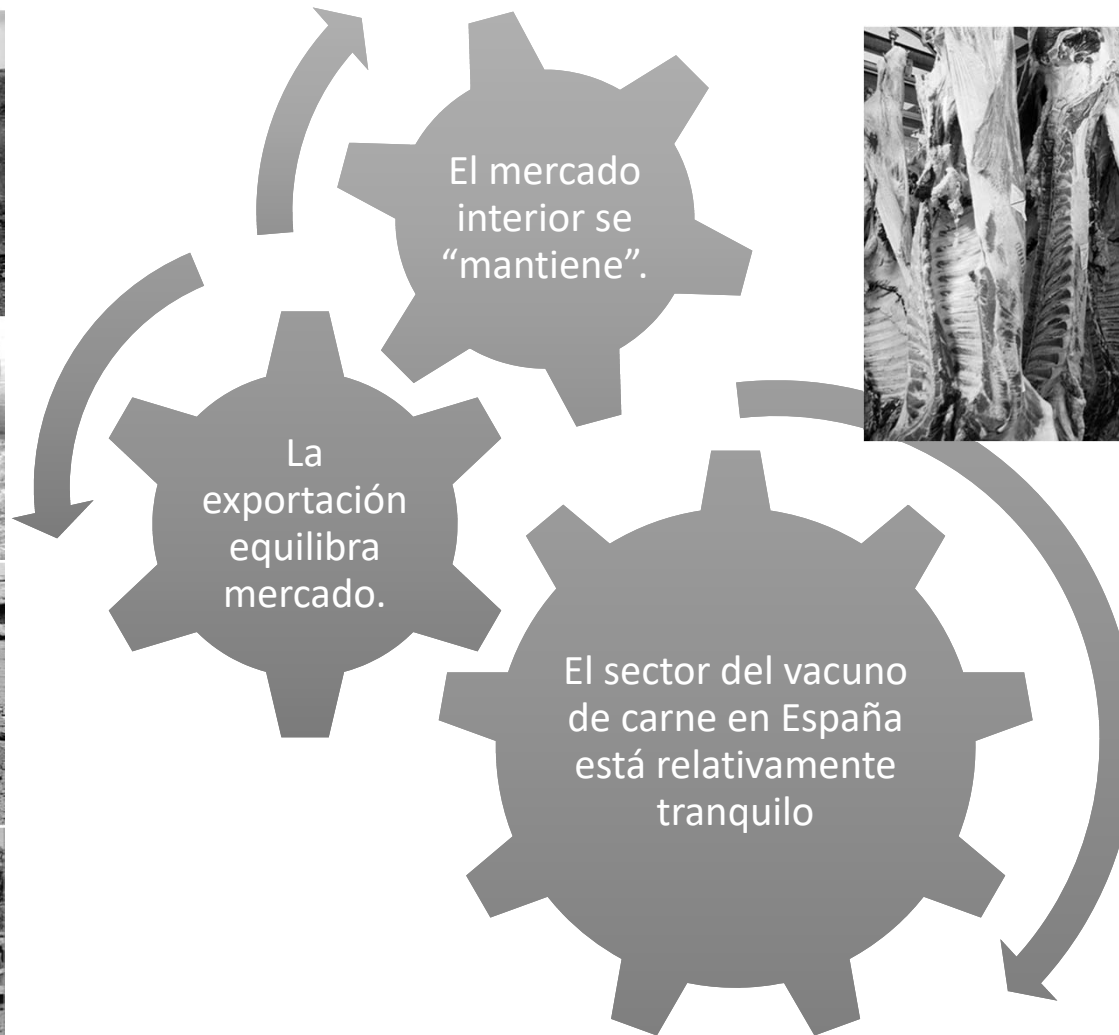 El mercado
interior se
“mantiene”.
La
exportación
equilibra
mercado.
El sector del vacuno
de carne en España
está relativamente
tranquilo